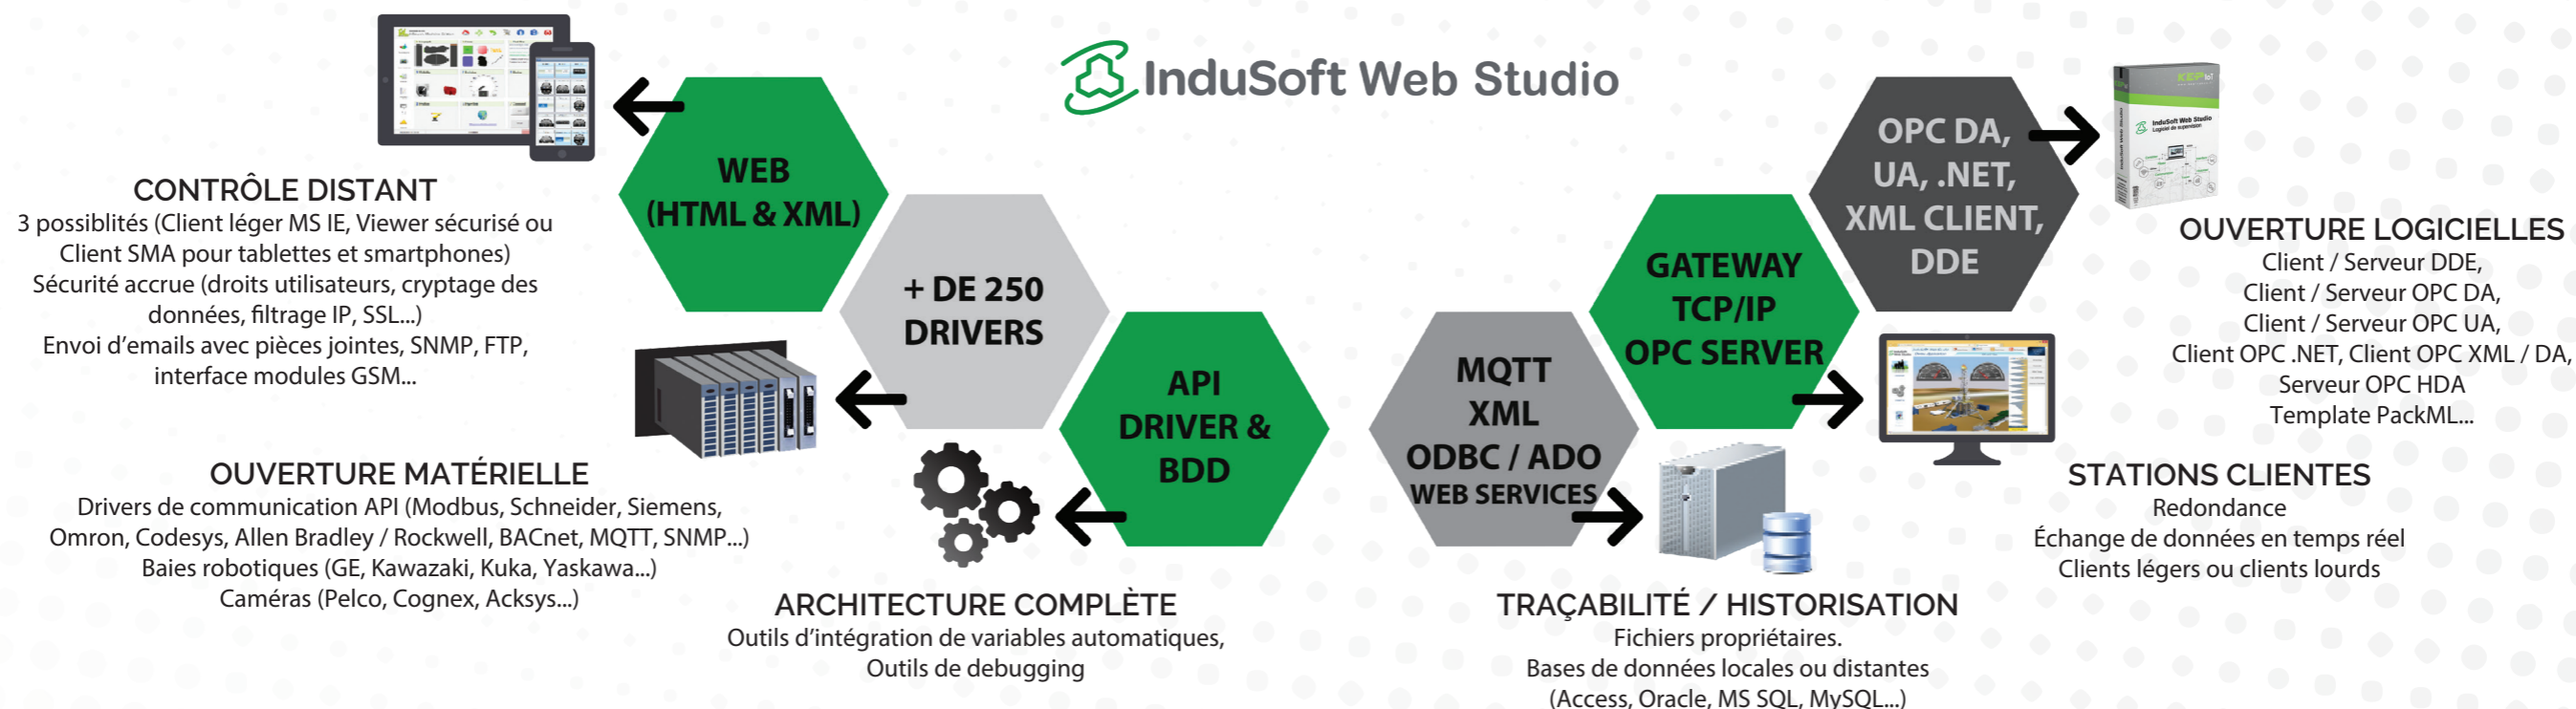 InduSoft Web Studio
WEB
(HTML & XML)
CONTRÔLE DISTANT
3 possiblités (Client léger MS IE, Viewer sécurisé ou
Client SMA pour tablettes et smartphones)
Sécurité accrue (droits utilisateurs, cryptage des
données, filtrage IP, SSL...)
Envoi d'emails avec pièces jointes, SNMP, FTP,
interface modules GSM...
+ DE 250
DRIVERS
OUVERTURE MATÉRIELLE
Drivers de communication API (Modbus, Schneider, Siemens,
Omron, Codesys, Allen Bradley / Rockwell, BACnet, MQTT, SNMP...)
Baies robotiques (GE, Kawazaki, Kuka, Yaskawa...)
Caméras (Pelco, Cognex, Acksys...)
API
DRIVER &
BDD
ARCHITECTURE COMPLÈTE
Outils d'intégration de variables automatiques,
Outils de debugging
MQTT
XML
ODBC / ADO
WEB SERVICES
TRAÇABILITÉ / HISTORISATION
Fichiers propriétaires.
Bases de données locales ou distantes
(Access, Oracle, MS SQL, MySQL...)
GATEWAY
TCP/IP
OPC SERVER
STATIONS CLIENTES
Redondance
Échange de données en temps réel
Clients légers ou clients lourds
OPC DA,
UA, .NET,
XML CLIENT,
DDE
KEP IoT
InduSoft Web Studio
Logiciel de supervision
OUVERTURE LOGICIELLES
Client / Serveur DDE,
Client / Serveur OPC DA,
Client / Serveur OPC UA,
Client OPC .NET, Client OPC XML / DA,
Serveur OPC HDA
Template PackML...